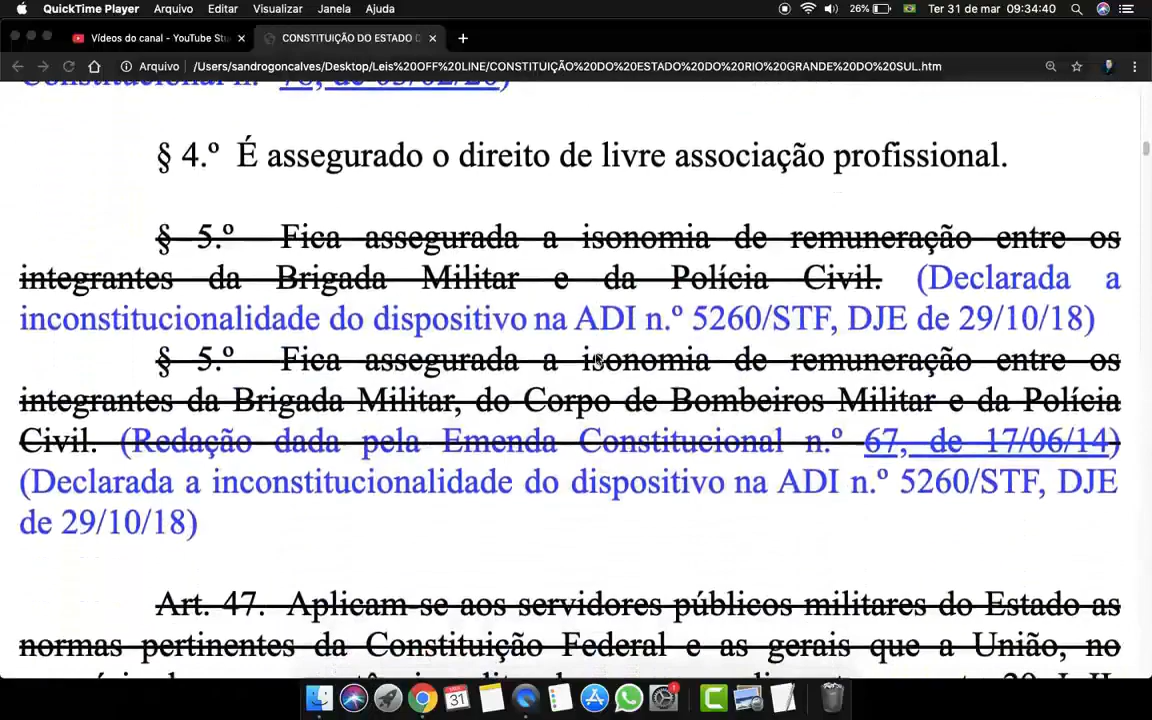 QuickTime Player Arquivo Editar Visualizar Janela Ajuda 26% Ter 31 de mar 09:34:40
Vídeos do canal - YouTube Stu × CONSTITUIÇÃO DO ESTADO D × +
Arquivo /Users/sandrogoncalves/Desktop/Leis%20OFF%20LINE/CONSTITUIÇÃO%20DO%20ESTADO%20DO%20RIO%20GRANDE%20DO%20SUL.htm
Constitucional n.º 78, de 03/02/20)
§ 4.º É assegurado o direito de livre associação profissional.
§ 5.º Fica assegurada a isonomia de remuneração entre os
integrantes da Brigada Militar e da Polícia Civil. (Declarada a
inconstitucionalidade do dispositivo na ADI n.º 5260/STF, DJE de 29/10/18)
§ 5.º Fica assegurada a isonomia de remuneração entre os
integrantes da Brigada Militar, do Corpo de Bombeiros Militar e da Polícia
Civil. (Redação dada pela Emenda Constitucional n.º 67, de 17/06/14)
(Declarada a inconstitucionalidade do dispositivo na ADI n.º 5260/STF, DJE
de 29/10/18)
Art. 47. Aplicam-se aos servidores públicos militares do Estado as
normas pertinentes da Constituição Federal e as gerais que a União, no
31
1